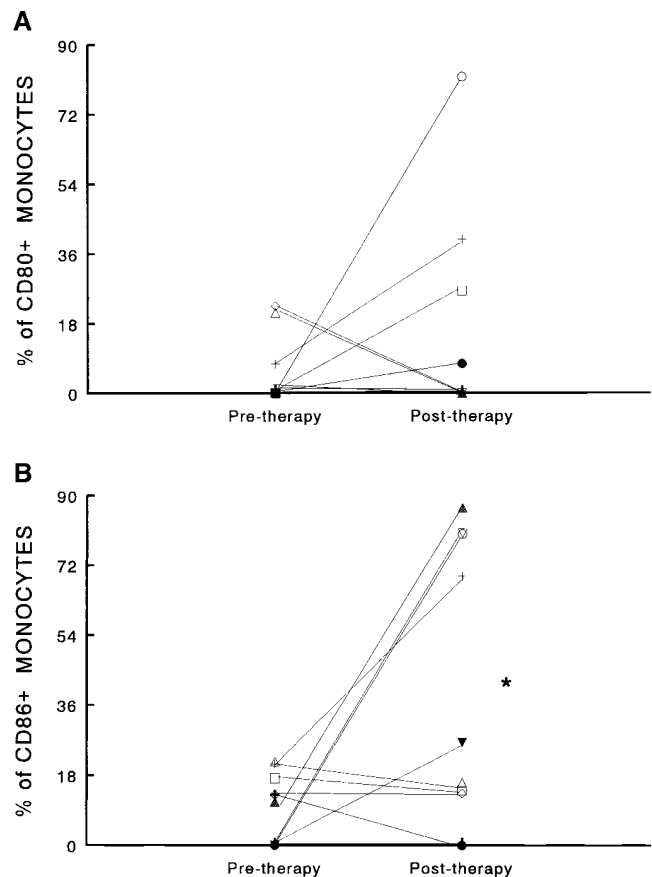 A
90
% of CD80+ MONOCYTES
72
54
36
18
0
Pre-therapy Post-therapy
B
90
% of CD86+ MONOCYTES
72
54
*
36
18
0
Pre-therapy Post-therapy